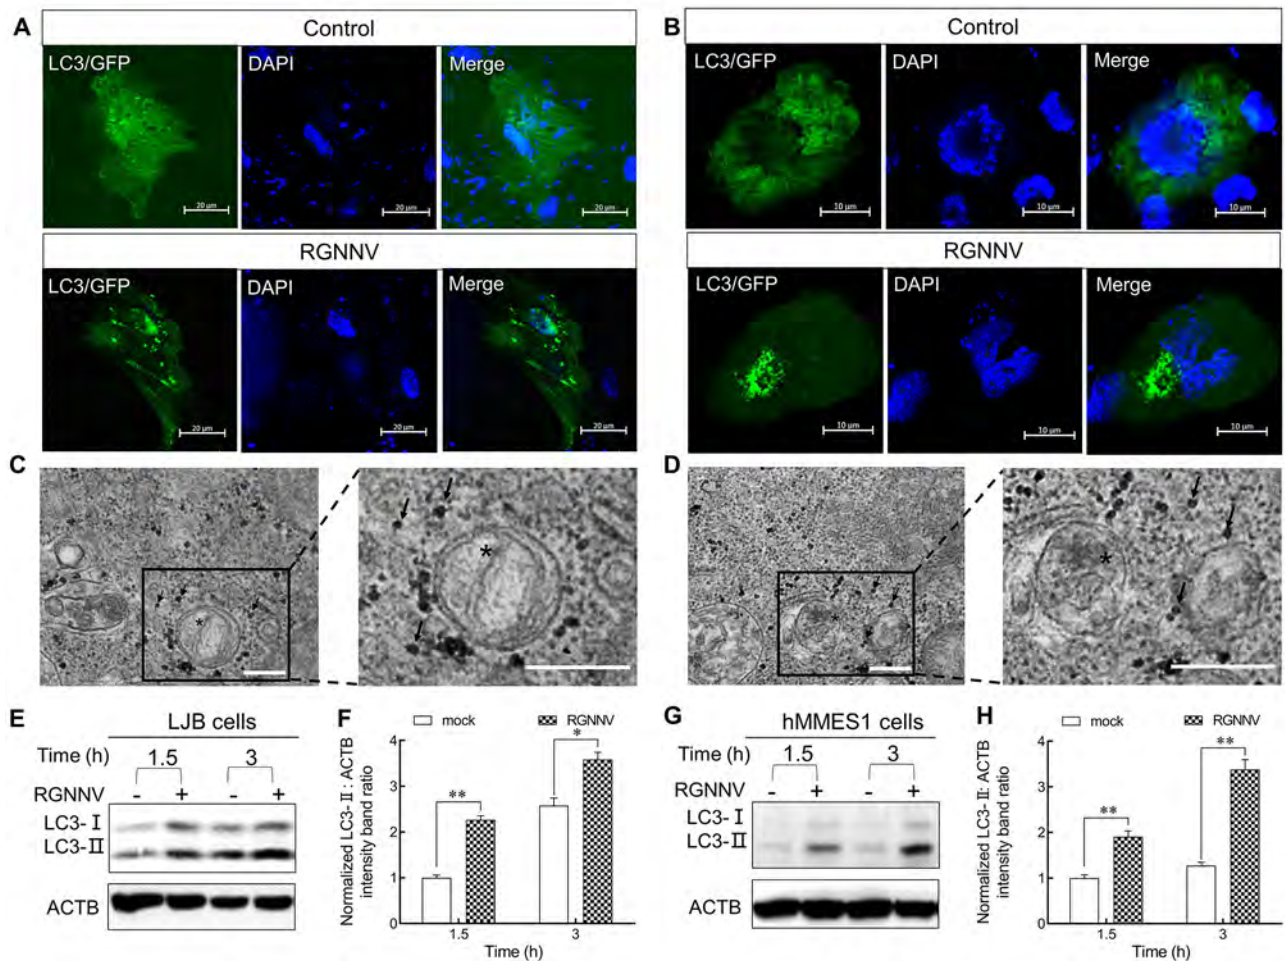 A
Control
LC3/GFP
DAPI
Merge
20 μm
20 μm
20 μm
RGNNV
LC3/GFP
DAPI
Merge
20 μm
20 μm
20 μm
B
Control
LC3/GFP
DAPI
Merge
10 μm
10 μm
10 μm
RGNNV
LC3/GFP
DAPI
Merge
10 μm
10 μm
10 μm
C
*
*
D
*
*
E
LJB cells
Time (h)
1.5
3
RGNNV
- + - +
LC3-Ⅰ
LC3-Ⅱ
ACTB
F
mock
RGNNV
Normalized LC3-Ⅱ: ACTB
intensity band ratio
4
3
2
1
0
**
*
1.5
3
Time (h)
G
hMMES1 cells
Time (h)
1.5
3
RGNNV
- + - +
LC3-Ⅰ
LC3-Ⅱ
ACTB
H
mock
RGNNV
Normalized LC3-Ⅱ: ACTB
intensity band ratio
4
3
2
1
0
**
**
1.5
3
Time (h)